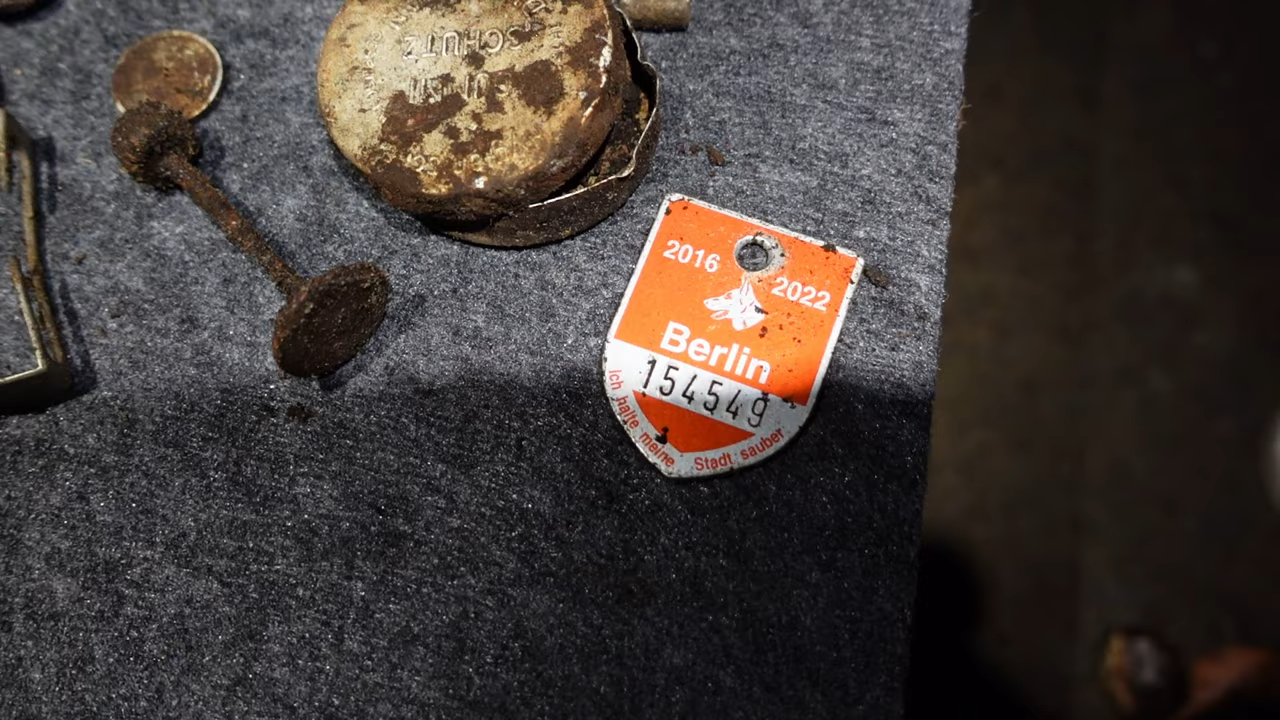 SCHUTZ
2016
2022
Berlin
154549
Ich halte meine Stadt sauber